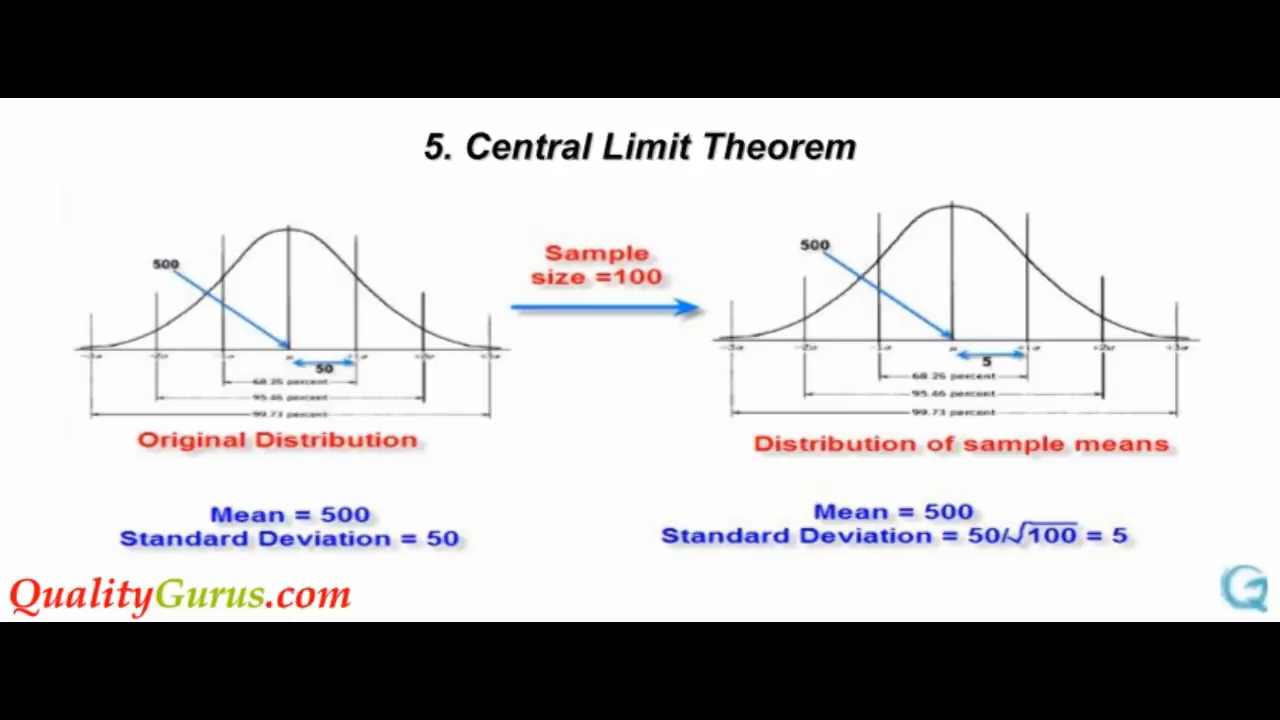 5. Central Limit Theorem
500
50
68.26 percent
95.46 percent
99.73 percent
Original Distribution
Mean = 500
Standard Deviation = 50
Sample
size =100
500
5
68.26 percent
95.46 percent
99.73 percent
Distribution of sample means
Mean = 500
Standard Deviation = 50/√100 = 5
QualityGurus.com